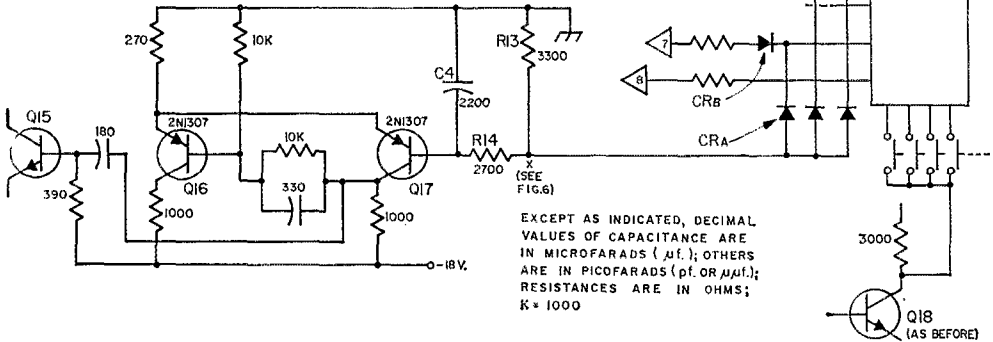 270
10K
R13
3300
C4
2200
7
8
CRB
CRA
Q15
180
2N1307
10K
2N1307
R14
2700
X
(SEE
FIG.6)
Q16
330
Q17
390
1000
1000
-18V.
3000
Q18
(AS BEFORE)
EXCEPT AS INDICATED, DECIMAL
VALUES OF CAPACITANCE ARE
IN MICROFARADS (μf.); OTHERS
ARE IN PICOFARADS (pf. OR μμf.);
RESISTANCES ARE IN OHMS;
K = 1000